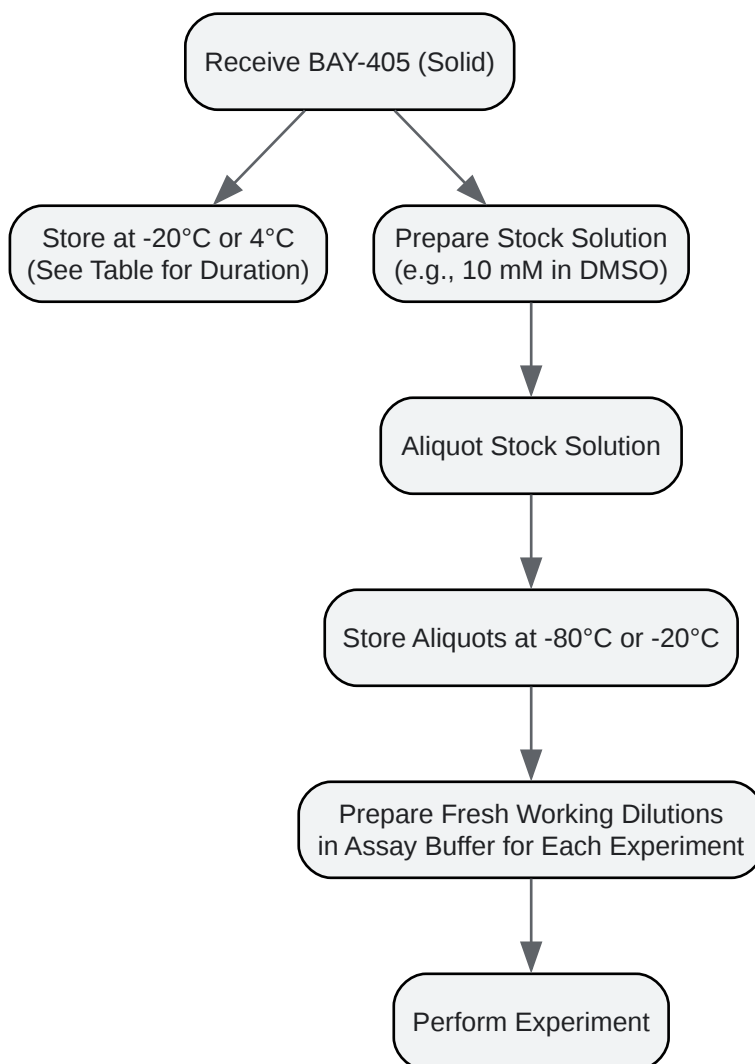 Receive BAY-405 (Solid)
Store at -20°C or 4°C
(See Table for Duration)
Prepare Stock Solution
(e.g., 10 mM in DMSO)
Aliquot Stock Solution
Store Aliquots at -80°C or -20°C
Prepare Fresh Working Dilutions
in Assay Buffer for Each Experiment
Perform Experiment